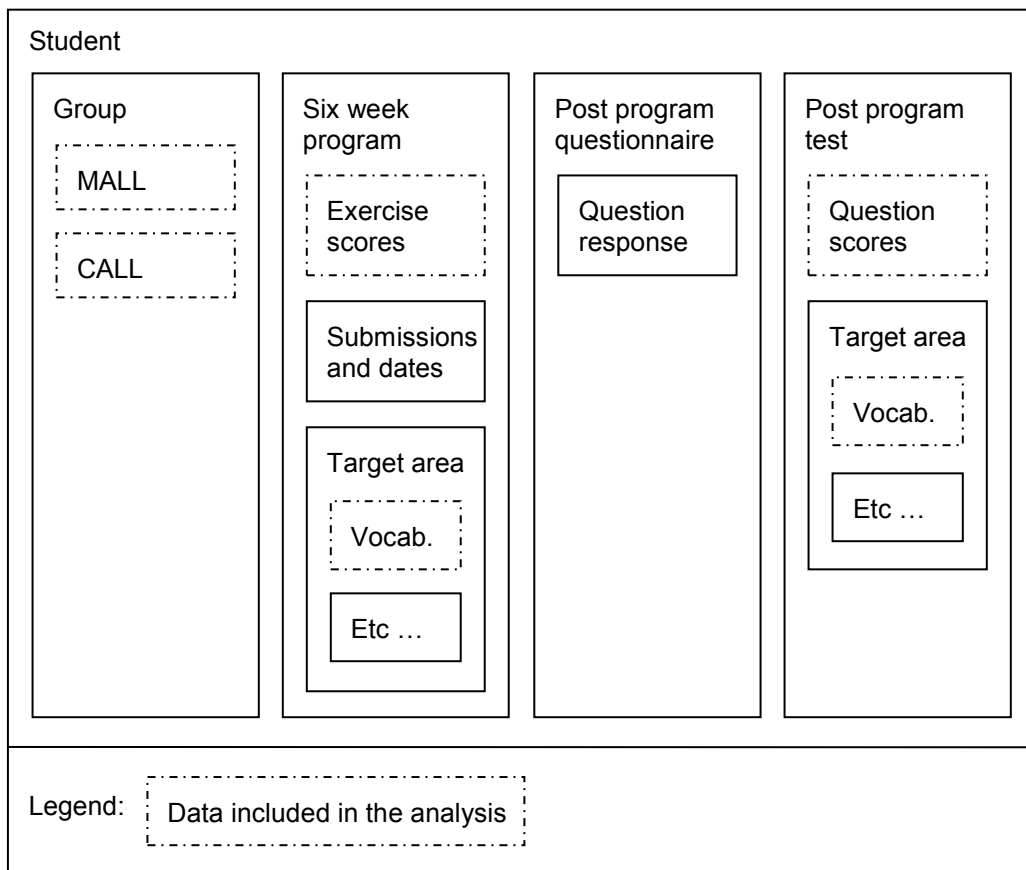 Student
Group
MALL
CALL
Six week
program
Exercise
scores
Submissions
and dates
Target area
Vocab.
Etc …
Post program
questionnaire
Question
response
Post program
test
Question
scores
Target area
Vocab.
Etc …
Legend:
Data included in the analysis